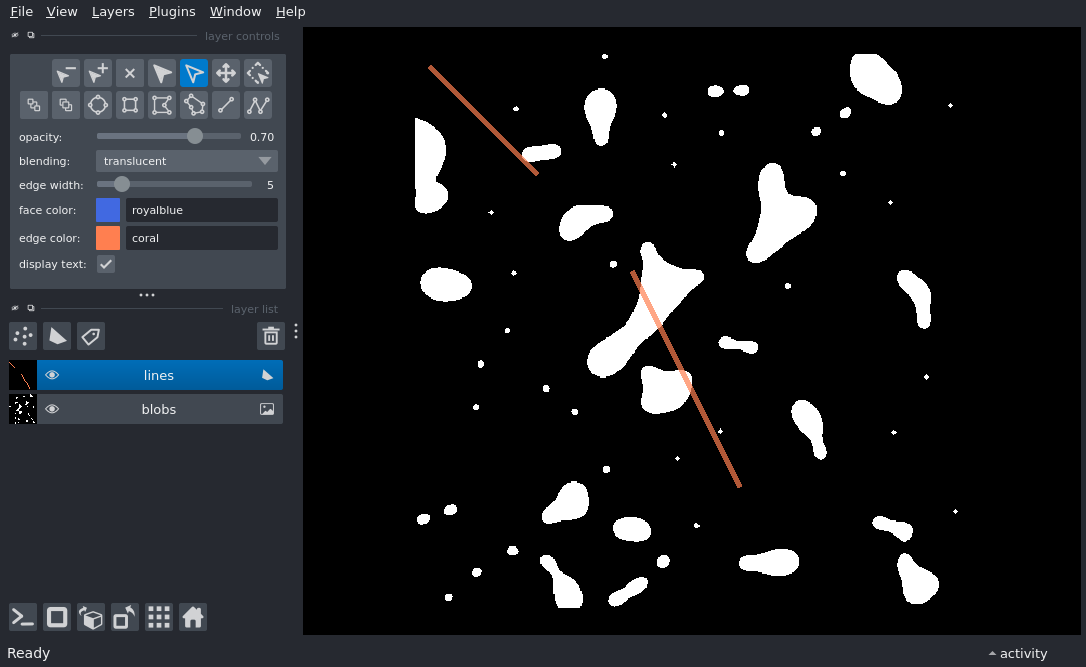 File View Layers Plugins Window Help
layer controls
opacity: 0.70
blending: translucent
edge width: 5
face color: royalblue
edge color: coral
display text:
layer list
lines
blobs
Ready activity